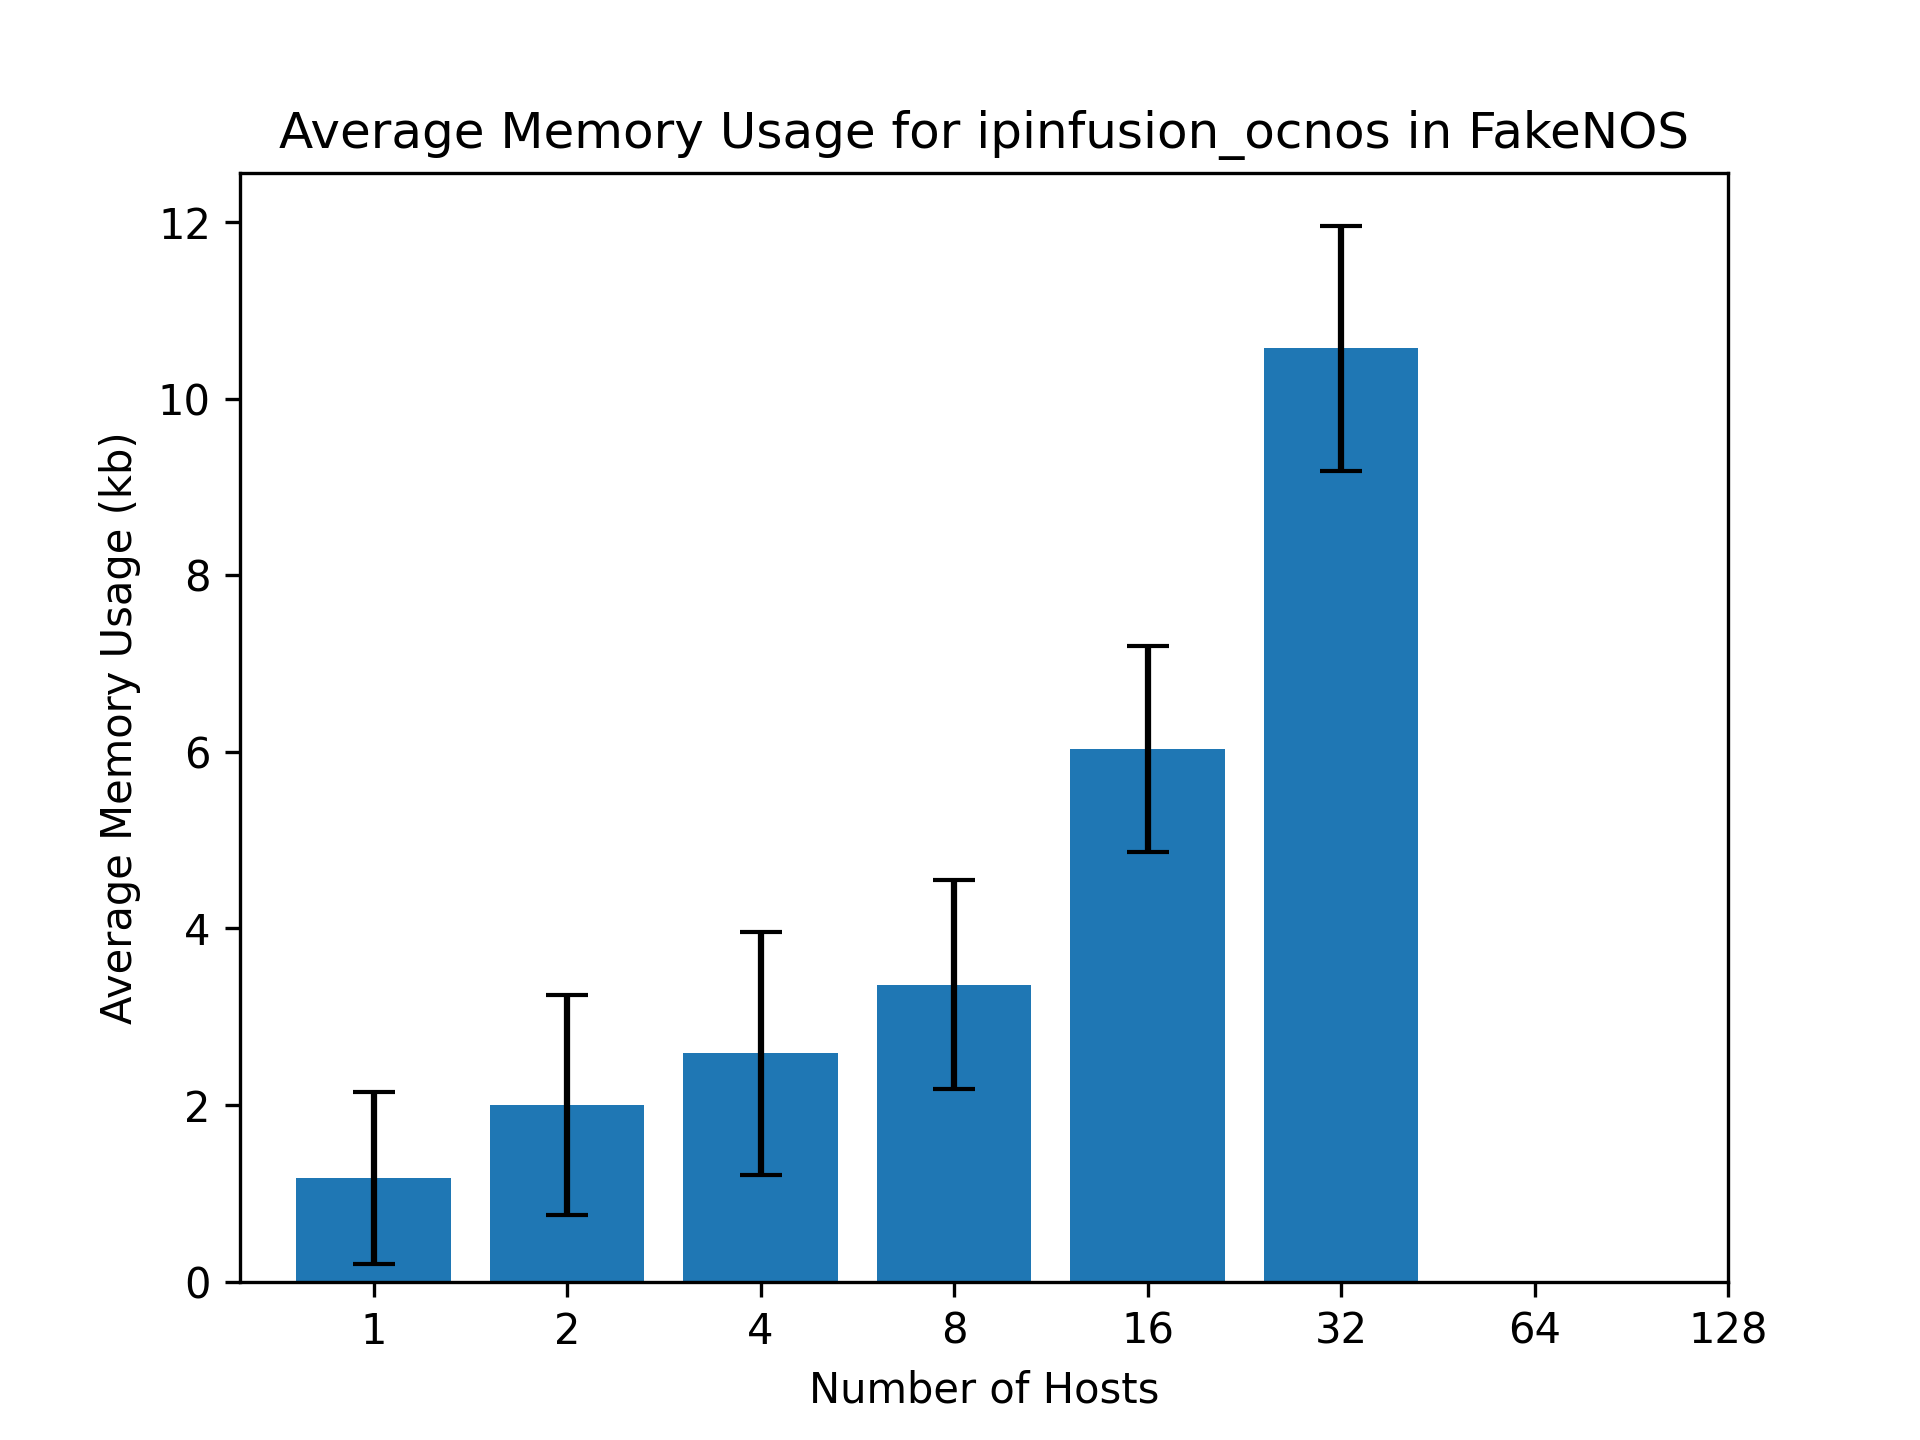 Average Memory Usage for ipinfusion_ocnos in FakeNOS
12
10
8
6
4
2
0
Average Memory Usage (kb)
1 2 4 8 16 32 64 128
Number of Hosts